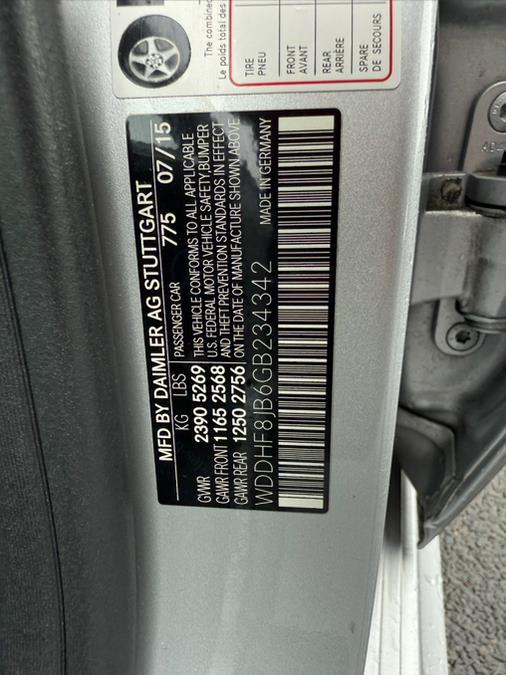 The combined
Le poids total des
TIRE
PNEU
FRONT
AVANT
REAR
ARRIÈRE
SPARE
DE SECOURS
MFD BY DAIMLER AG STUTTGART
775 07/15
KG LBS PASSENGER CAR
GVWR 2390 5269 THIS VEHICLE CONFORMS TO ALL APPLICABLE
U.S. FEDERAL MOTOR VEHICLE SAFETY,BUMPER
GAWR FRONT 1165 2568 AND THEFT PREVENTION STANDARDS IN EFFECT
GAWR REAR 1250 2756 ON THE DATE OF MANUFACTURE SHOWN ABOVE
WDDHF8JB6GB234342 MADE IN GERMANY